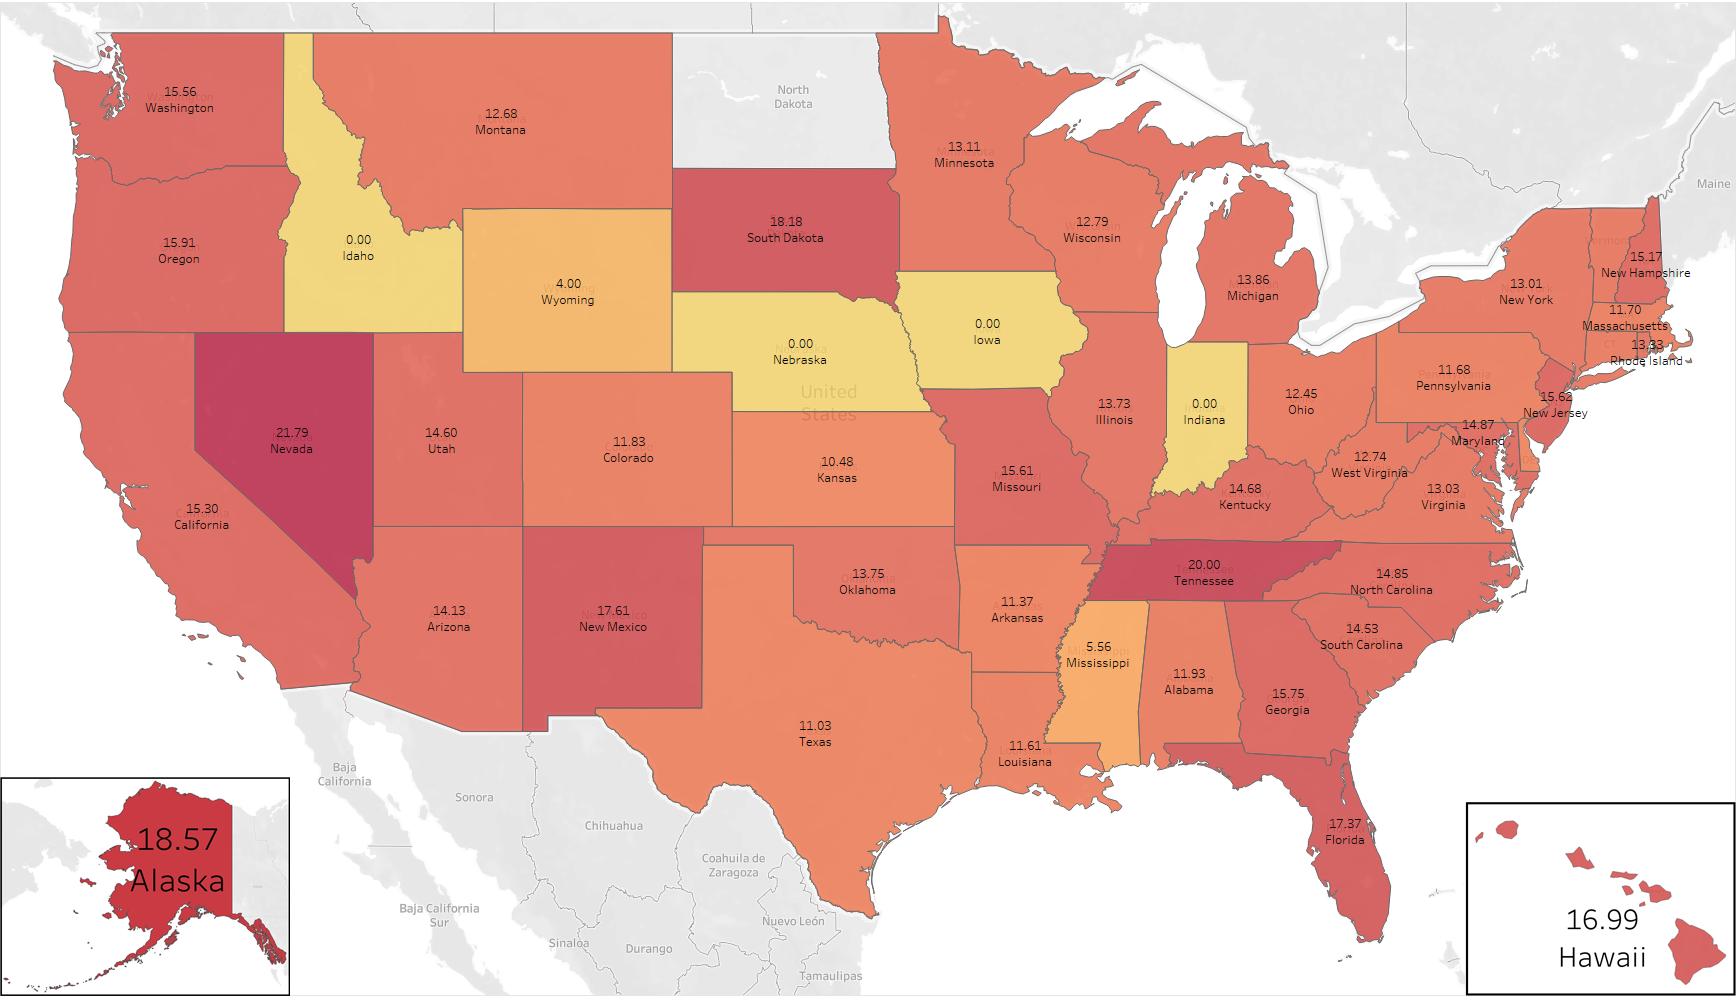 15.56
Washington
12.68
Montana
North
Dakota
13.11
Minnesota
Maine
15.91
Oregon
0.00
Idaho
4.00
Wyoming
18.18
South Dakota
12.79
Wisconsin
13.86
Michigan
13.01
New York
Vermont
15.17
New Hampshire
11.70
Massachusetts
CT
13.33
Rhode Island
0.00
Nebraska
United
States
0.00
Iowa
21.79
Nevada
14.60
Utah
11.83
Colorado
10.48
Kansas
15.61
Missouri
13.73
Illinois
0.00
Indiana
12.45
Ohio
11.68
Pennsylvania
15.62
New Jersey
14.87
Maryland
12.74
West Virginia
13.03
Virginia
14.68
Kentucky
15.30
California
14.13
Arizona
17.61
New Mexico
13.75
Oklahoma
11.37
Arkansas
20.00
Tennessee
14.85
North Carolina
14.53
South Carolina
5.56
Mississippi
11.93
Alabama
15.75
Georgia
11.03
Texas
11.61
Louisiana
17.37
Florida
Baja
California
Sonora
Chihuahua
Coahuila de
Zaragoza
Baja California
Sur
Nuevo León
Sinaloa
Durango
Tamaulipas
18.57
Alaska
16.99
Hawaii